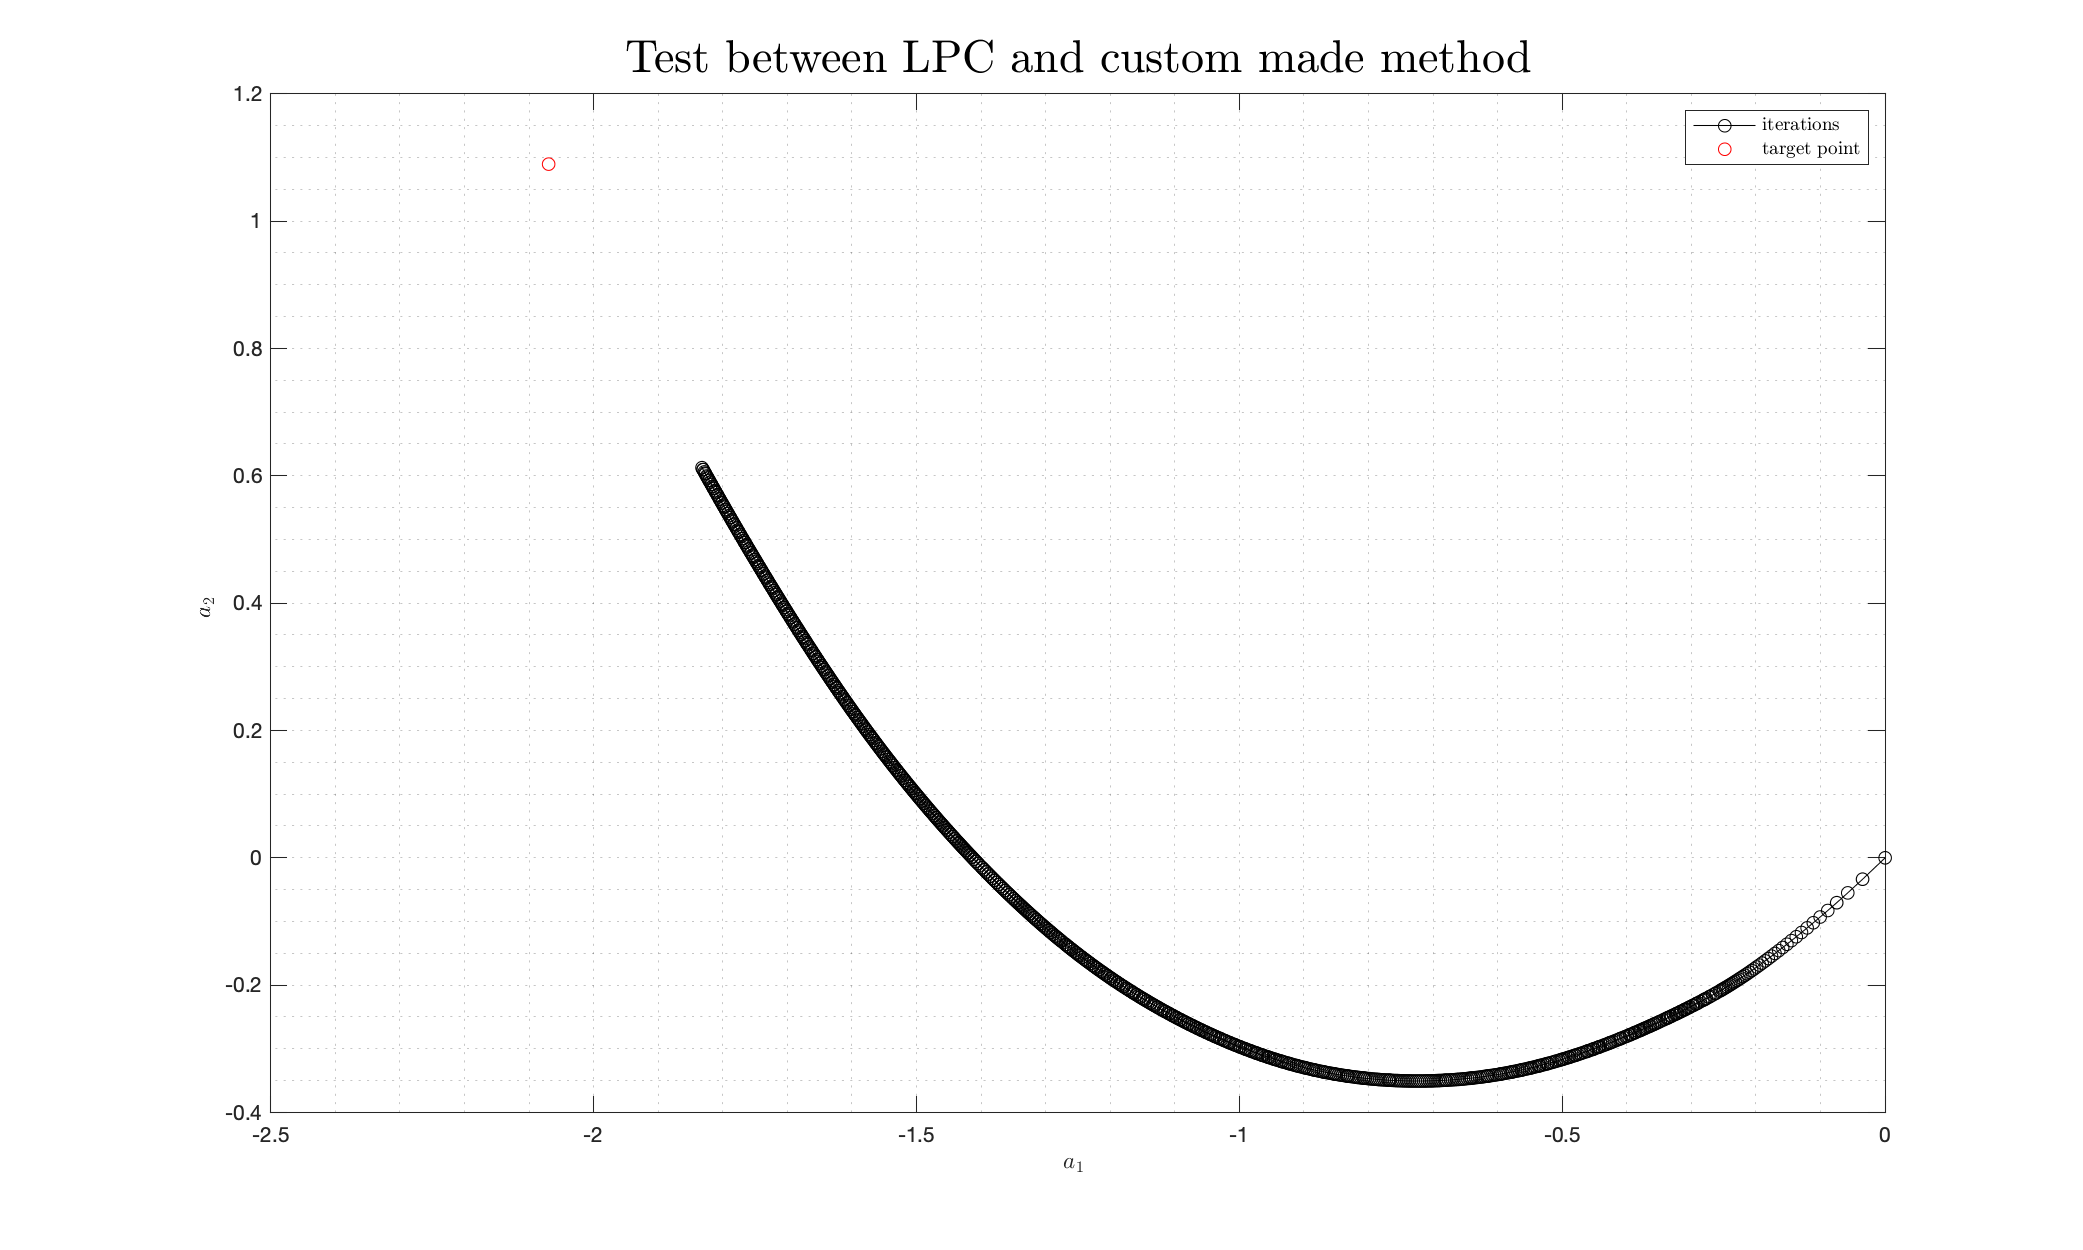 Test between LPC and custom made method
1.2
1
0.8
0.6
0.4
0.2
0
-0.2
-0.4
a₂
iterations
target point
-2.5 -2 -1.5 -1 -0.5 0
a₁